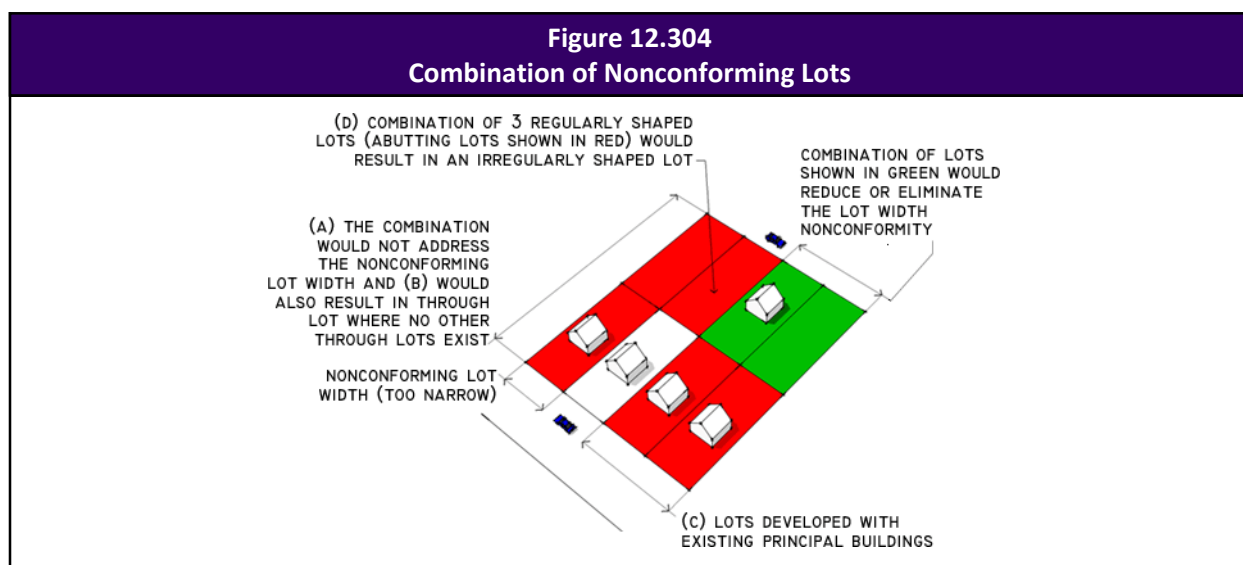 Figure 12.304
Combination of Nonconforming Lots
(D) COMBINATION OF 3 REGULARLY SHAPED
LOTS (ABUTTING LOTS SHOWN IN RED) WOULD
RESULT IN AN IRREGULARLY SHAPED LOT
COMBINATION OF LOTS
SHOWN IN GREEN WOULD
REDUCE OR ELIMINATE
THE LOT WIDTH
NONCONFORMITY
(A) THE COMBINATION
WOULD NOT ADDRESS
THE NONCONFORMING
LOT WIDTH AND (B) WOULD
ALSO RESULT IN THROUGH
LOT WHERE NO OTHER
THROUGH LOTS EXIST
NONCONFORMING LOT
WIDTH (TOO NARROW)
(C) LOTS DEVELOPED WITH
EXISTING PRINCIPAL BUILDINGS